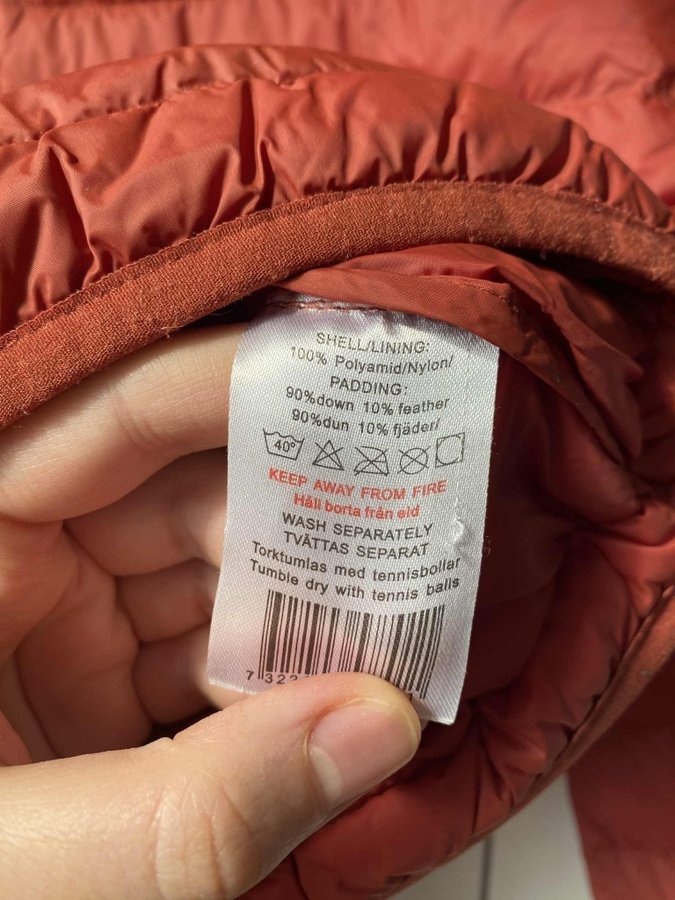 SHELL/LINING:
100% Polyamid/Nylon/
PADDING:
90%down 10% feather
90%dun 10% fjäder/
40°
KEEP AWAY FROM FIRE
Håll borta från eld
WASH SEPARATELY
TVÄTTAS SEPARAT
Torktumlas med tennisbollar
Tumble dry with tennis balls